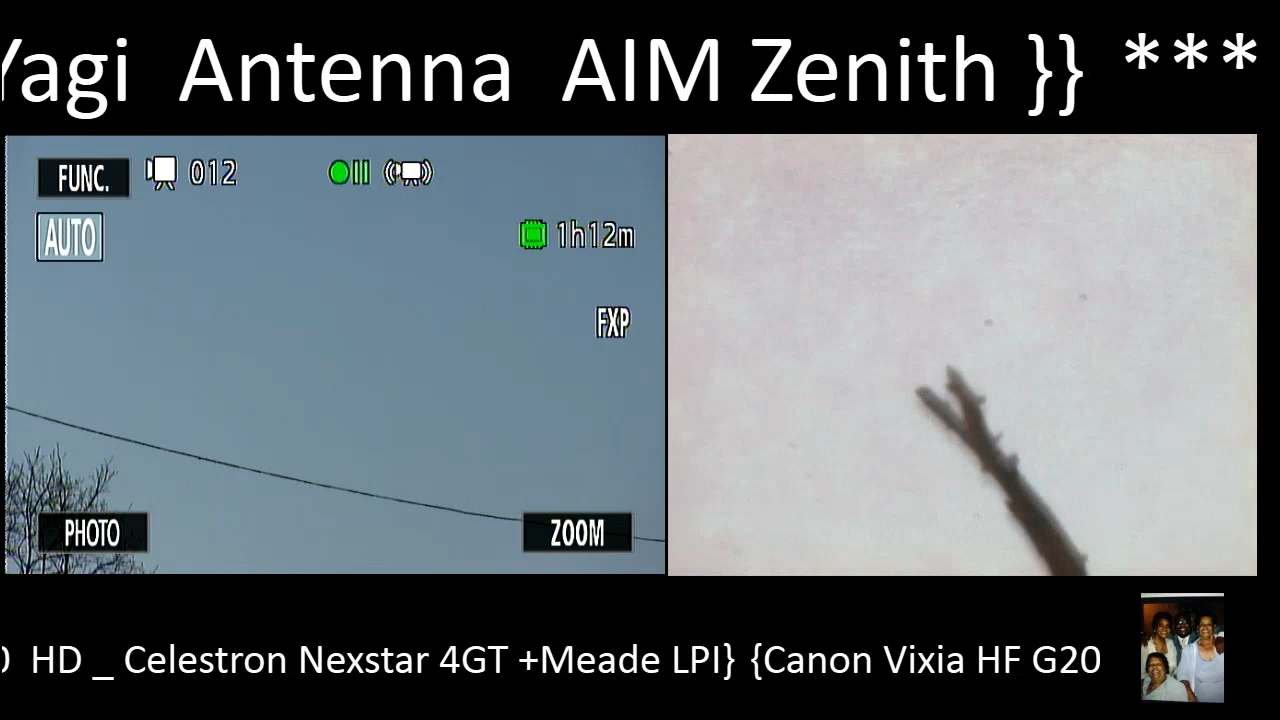 Yagi Antenna AIM Zenith }} ***
FUNC. 012
AUTO
1h12m
FXP
PHOTO ZOOM
HD _ Celestron Nexstar 4GT +Meade LPI} {Canon Vixia HF G20